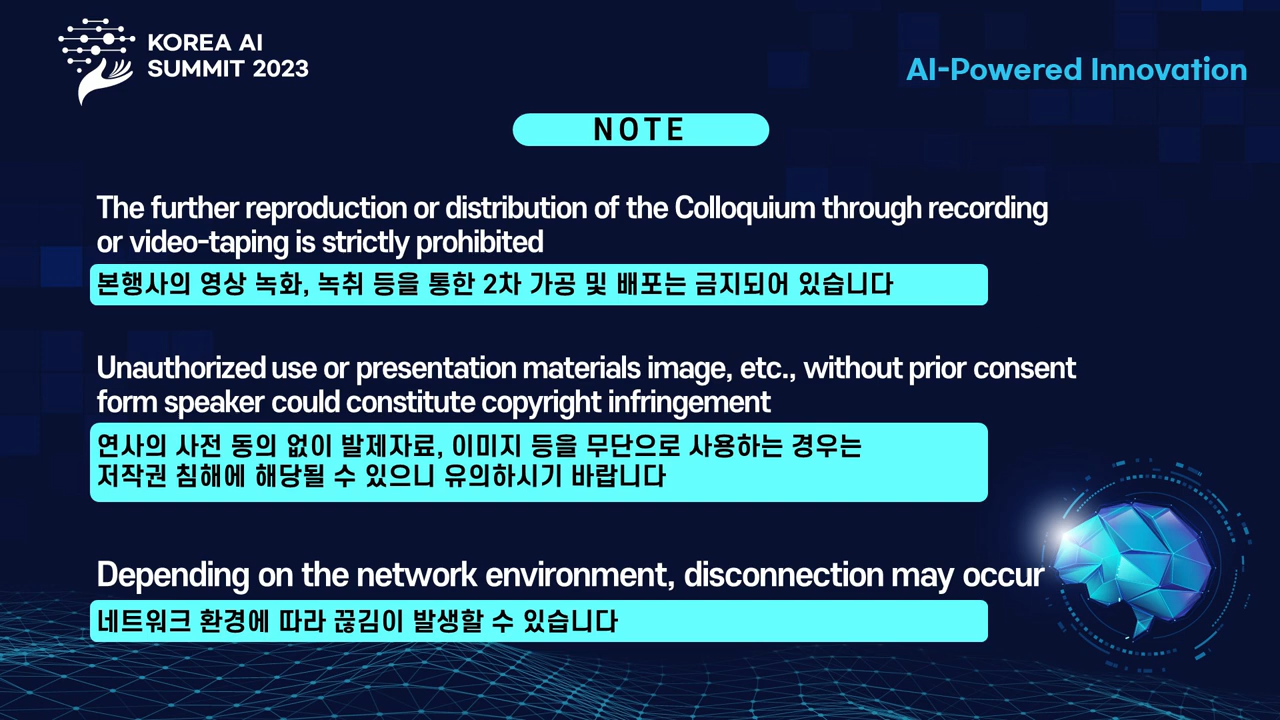 KOREA AI
SUMMIT 2023
AI-Powered Innovation
NOTE
The further reproduction or distribution of the Colloquium through recording
or video-taping is strictly prohibited
본행사의 영상 녹화, 녹취 등을 통한 2차 가공 및 배포는 금지되어 있습니다
Unauthorized use or presentation materials image, etc., without prior consent
form speaker could constitute copyright infringement
연사의 사전 동의 없이 발제자료, 이미지 등을 무단으로 사용하는 경우는
저작권 침해에 해당될 수 있으니 유의하시기 바랍니다
Depending on the network environment, disconnection may occur
네트워크 환경에 따라 끊김이 발생할 수 있습니다